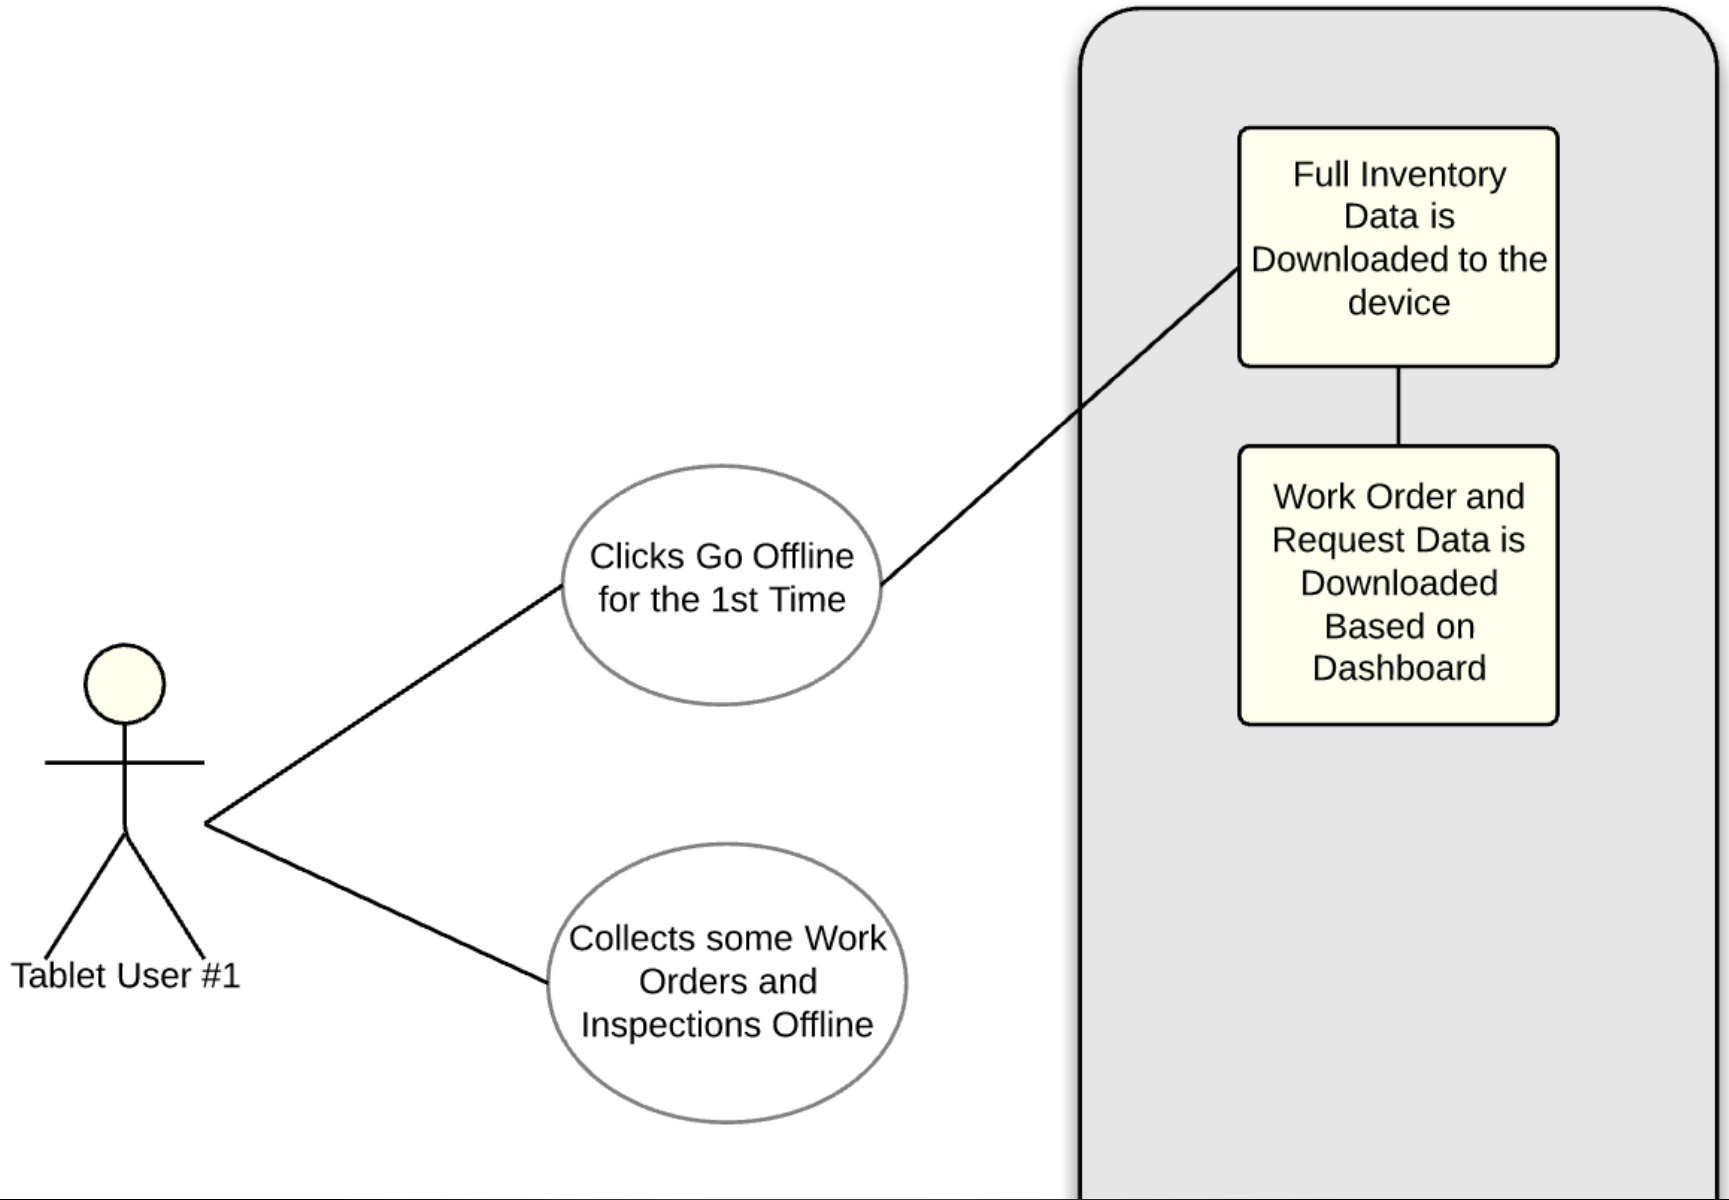 Full Inventory
Data is
Downloaded to the
device
Work Order and
Request Data is
Downloaded
Based on
Dashboard
Clicks Go Offline
for the 1st Time
Collects some Work
Orders and
Inspections Offline
Tablet User #1